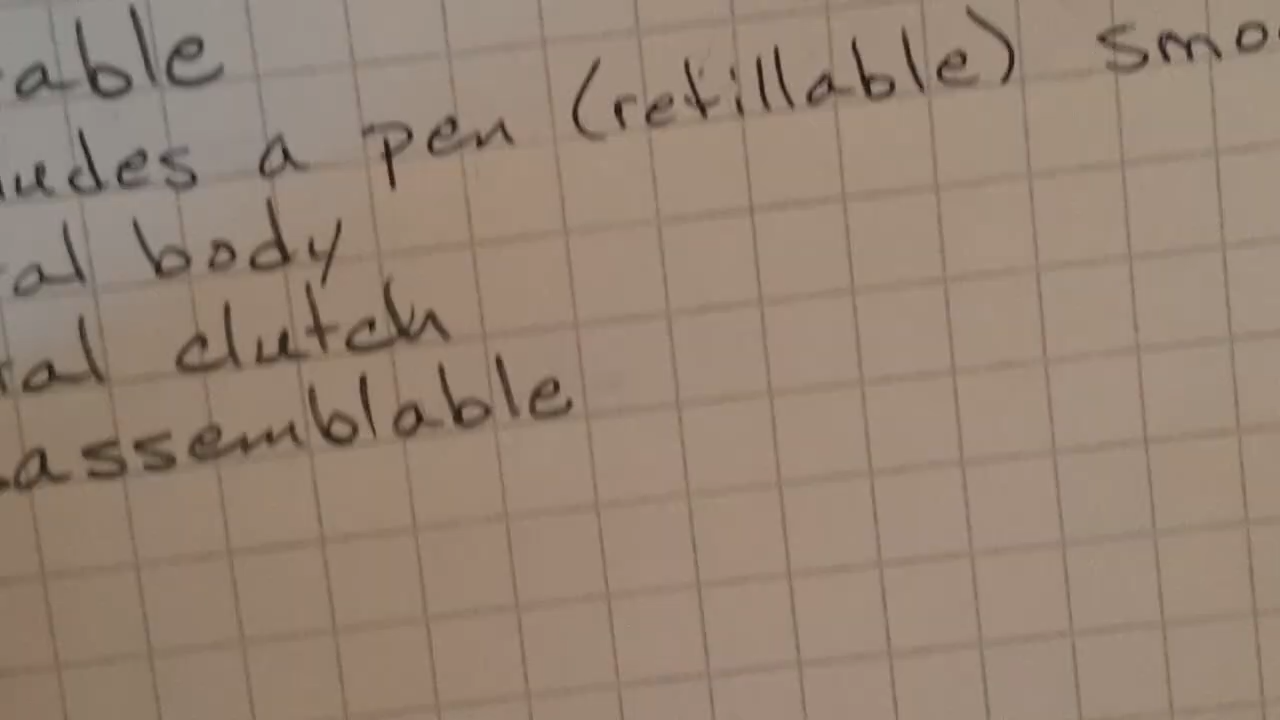 able
udes a pen (refillable) smo
al body
al clutch
assemblable